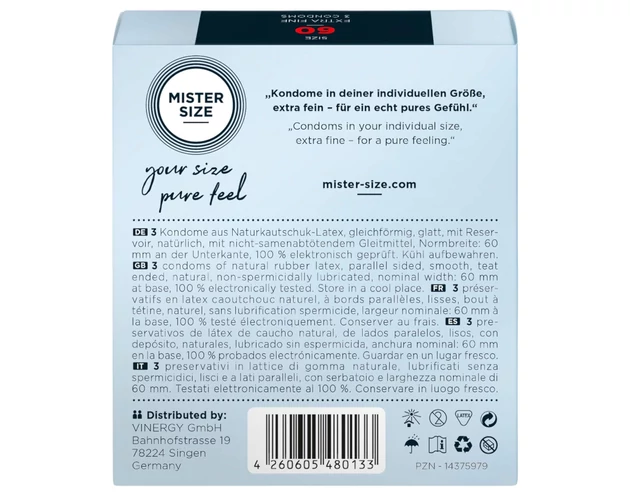 SIZE
60
EXTRA FINE
3 CONDOMS
MISTER
SIZE
your size
pure feel
„Kondome in deiner individuellen Größe,
extra fein – für ein echt pures Gefühl.“
„Condoms in your individual size,
extra fine – for a pure feeling.“
mister-size.com
DE 3 Kondome aus Naturkautschuk-Latex, gleichförmig, glatt, mit Reser-
voir, natürlich, mit nicht-samenabtötendem Gleitmittel, Normbreite: 60
mm an der Unterkante, 100 % elektronisch geprüft. Kühl aufbewahren.
GB 3 condoms of natural rubber latex, parallel sided, smooth, teat
ended, natural, non-spermicidally lubricated, nominal width: 60 mm
at base, 100 % electronically tested. Store in a cool place. FR 3 préser-
vatifs en latex caoutchouc naturel, à bords parallèles, lisses, bout à
tétine, naturel, sans lubrification spermicide, largeur nominale: 60 mm à
la base, 100 % testé électroniquement. Conserver au frais. ES 3 pre-
servativos de látex de caucho natural, de lados paralelos, lisos, con
depósito, naturales, lubricado sin espermicida, anchura nominal: 60 mm
en la base, 100 % probados electrónicamente. Guardar en un lugar fresco.
IT 3 preservativi in lattice di gomma naturale, lubrificati senza
spermicidici, lisci e a lati paralleli, con serbatoio e larghezza nominale di
60 mm. Testati elettronicamente al 100 %. Conservare in luogo fresco.
Distributed by:
VINERGY GmbH
Bahnhofstrasse 19
78224 Singen
Germany
4 260605 480133
LATEX
PZN - 14375979